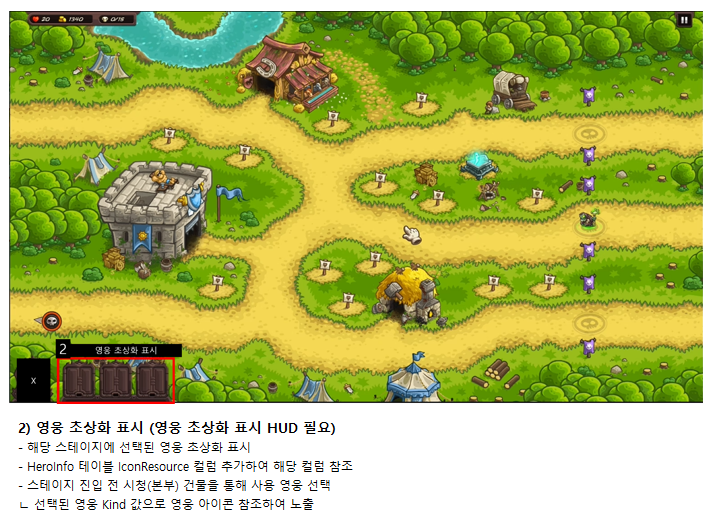 20 1340 0/15
2 영웅 초상화 표시
X
2) 영웅 초상화 표시 (영웅 초상화 표시 HUD 필요)
- 해당 스테이지에 선택된 영웅 초상화 표시
- HeroInfo 테이블 IconResource 컬럼 추가하여 해당 컬럼 참조
- 스테이지 진입 전 시청(본부) 건물을 통해 사용 영웅 선택
ㄴ 선택된 영웅 Kind 값으로 영웅 아이콘 참조하여 노출